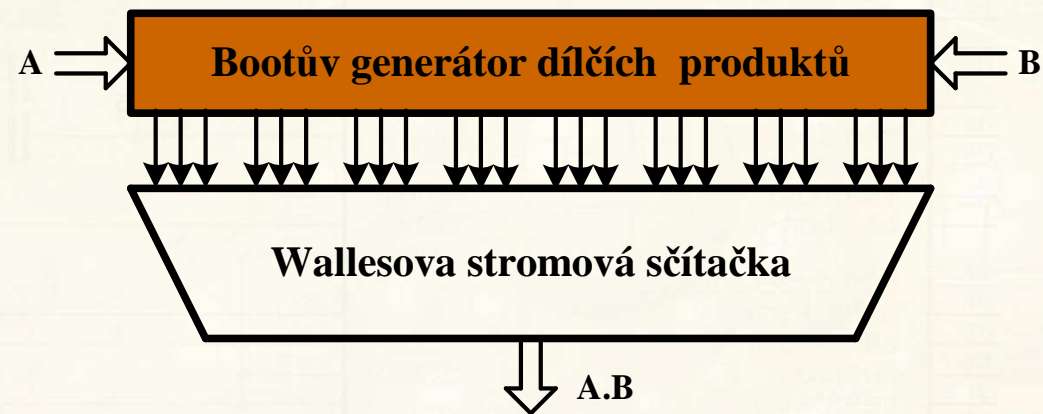 A
Bootův generátor dílčích produktů
B
Wallesova stromová sčítačka
A.B